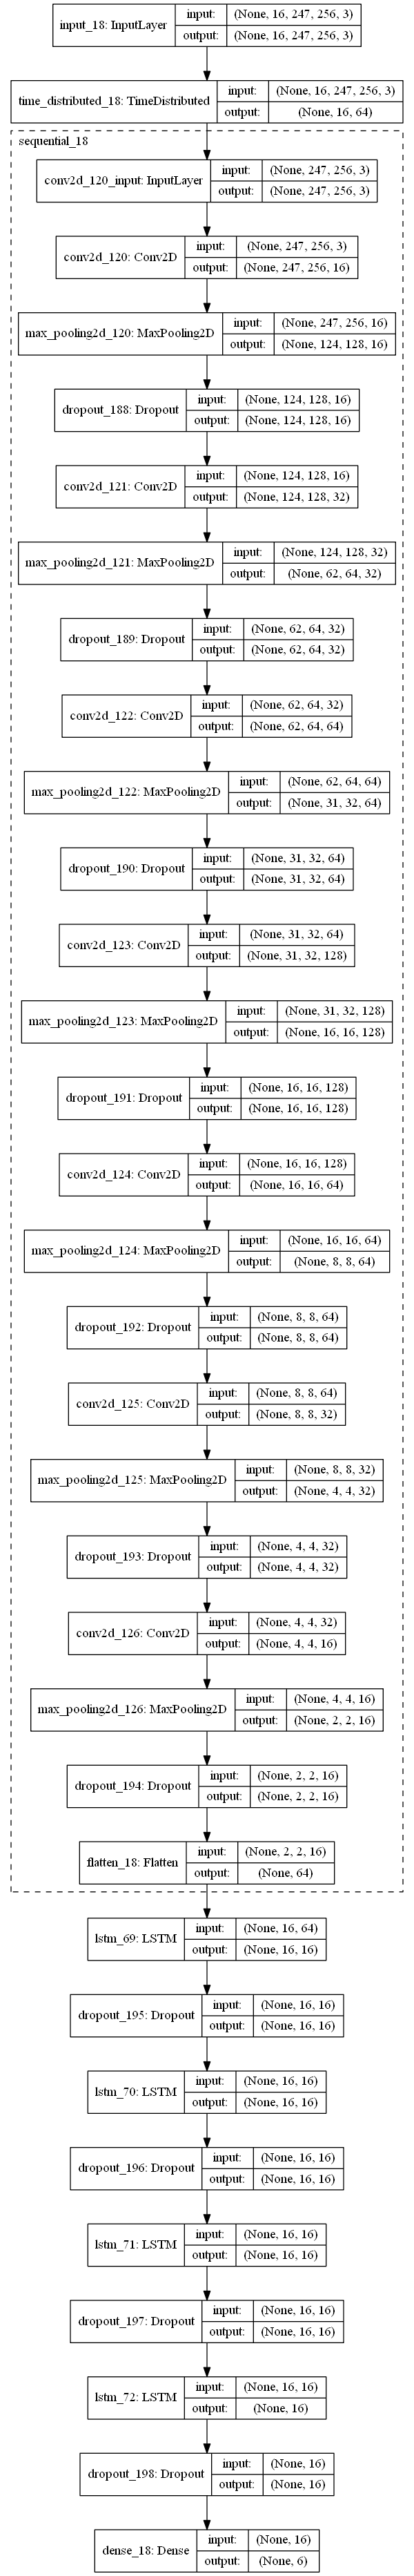 input_18: InputLayer
input: (None, 16, 247, 256, 3)
output: (None, 16, 247, 256, 3)
time_distributed_18: TimeDistributed
input: (None, 16, 247, 256, 3)
output: (None, 16, 64)
sequential_18
conv2d_120_input: InputLayer
input: (None, 247, 256, 3)
output: (None, 247, 256, 3)
conv2d_120: Conv2D
input: (None, 247, 256, 3)
output: (None, 247, 256, 16)
max_pooling2d_120: MaxPooling2D
input: (None, 247, 256, 16)
output: (None, 124, 128, 16)
dropout_188: Dropout
input: (None, 124, 128, 16)
output: (None, 124, 128, 16)
conv2d_121: Conv2D
input: (None, 124, 128, 16)
output: (None, 124, 128, 32)
max_pooling2d_121: MaxPooling2D
input: (None, 124, 128, 32)
output: (None, 62, 64, 32)
dropout_189: Dropout
input: (None, 62, 64, 32)
output: (None, 62, 64, 32)
conv2d_122: Conv2D
input: (None, 62, 64, 32)
output: (None, 62, 64, 64)
max_pooling2d_122: MaxPooling2D
input: (None, 62, 64, 64)
output: (None, 31, 32, 64)
dropout_190: Dropout
input: (None, 31, 32, 64)
output: (None, 31, 32, 64)
conv2d_123: Conv2D
input: (None, 31, 32, 64)
output: (None, 31, 32, 128)
max_pooling2d_123: MaxPooling2D
input: (None, 31, 32, 128)
output: (None, 16, 16, 128)
dropout_191: Dropout
input: (None, 16, 16, 128)
output: (None, 16, 16, 128)
conv2d_124: Conv2D
input: (None, 16, 16, 128)
output: (None, 16, 16, 64)
max_pooling2d_124: MaxPooling2D
input: (None, 16, 16, 64)
output: (None, 8, 8, 64)
dropout_192: Dropout
input: (None, 8, 8, 64)
output: (None, 8, 8, 64)
conv2d_125: Conv2D
input: (None, 8, 8, 64)
output: (None, 8, 8, 32)
max_pooling2d_125: MaxPooling2D
input: (None, 8, 8, 32)
output: (None, 4, 4, 32)
dropout_193: Dropout
input: (None, 4, 4, 32)
output: (None, 4, 4, 32)
conv2d_126: Conv2D
input: (None, 4, 4, 32)
output: (None, 4, 4, 16)
max_pooling2d_126: MaxPooling2D
input: (None, 4, 4, 16)
output: (None, 2, 2, 16)
dropout_194: Dropout
input: (None, 2, 2, 16)
output: (None, 2, 2, 16)
flatten_18: Flatten
input: (None, 2, 2, 16)
output: (None, 64)
lstm_69: LSTM
input: (None, 16, 64)
output: (None, 16, 16)
dropout_195: Dropout
input: (None, 16, 16)
output: (None, 16, 16)
lstm_70: LSTM
input: (None, 16, 16)
output: (None, 16, 16)
dropout_196: Dropout
input: (None, 16, 16)
output: (None, 16, 16)
lstm_71: LSTM
input: (None, 16, 16)
output: (None, 16, 16)
dropout_197: Dropout
input: (None, 16, 16)
output: (None, 16, 16)
lstm_72: LSTM
input: (None, 16, 16)
output: (None, 16)
dropout_198: Dropout
input: (None, 16)
output: (None, 16)
dense_18: Dense
input: (None, 16)
output: (None, 6)